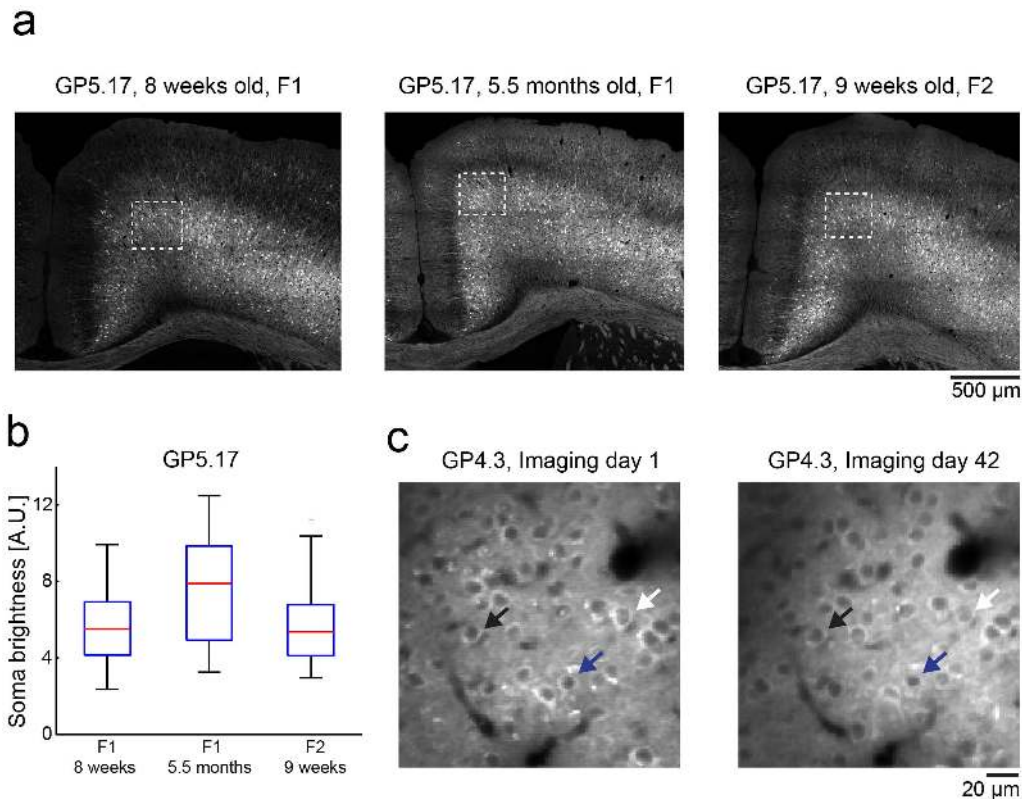 a
GP5.17, 8 weeks old, F1
GP5.17, 5.5 months old, F1
GP5.17, 9 weeks old, F2
500 µm
b
GP5.17
Soma brightness [A.U.]
12
8
4
0
F1
8 weeks
F1
5.5 months
F2
9 weeks
c
GP4.3, Imaging day 1
GP4.3, Imaging day 42
20 µm